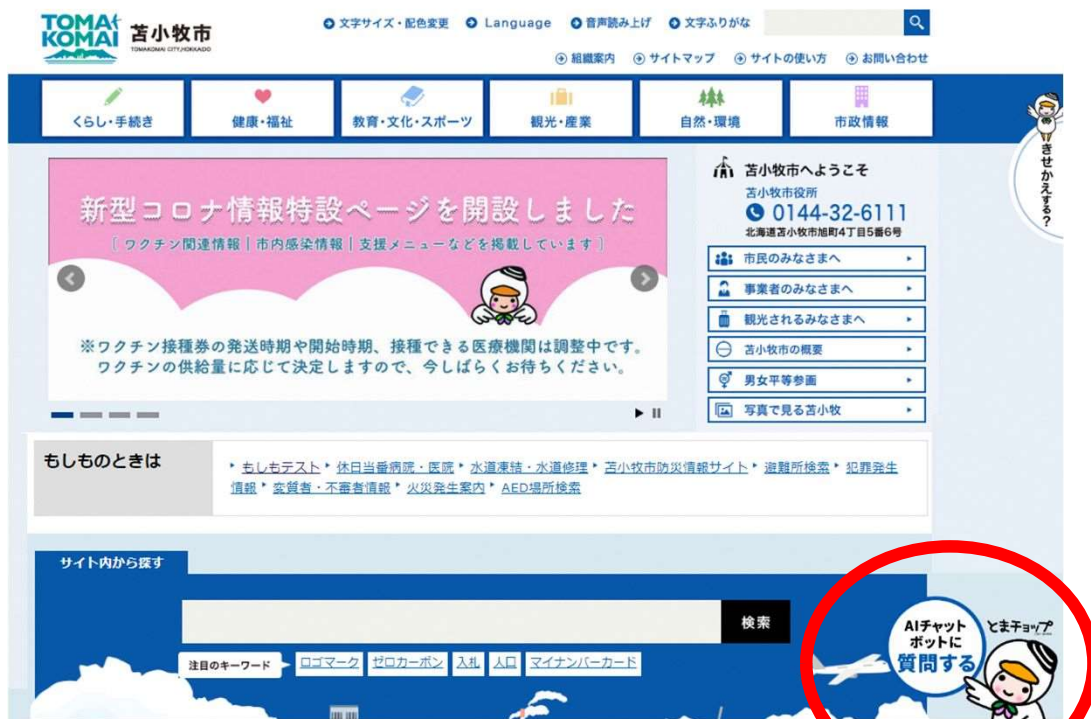 TOMAKOMAI
苫小牧市
TOMAKOMAI CITY,HOKKAIDO
文字サイズ・配色変更 Language 音声読み上げ 文字ふりがな
組織案内 サイトマップ サイトの使い方 お問い合わせ
くらし・手続き 健康・福祉 教育・文化・スポーツ 観光・産業 自然・環境 市政情報
きせかえする?
新型コロナ情報特設ページを開設しました
[ ワクチン関連情報 | 市内感染情報 | 支援メニューなどを掲載しています ]
※ワクチン接種券の発送時期や開始時期、接種できる医療機関は調整中です。
ワクチンの供給量に応じて決定しますので、今しばらくお待ちください。
苫小牧市へようこそ
苫小牧市役所
0144-32-6111
北海道苫小牧市旭町4丁目5番6号
市民のみなさまへ
事業者のみなさまへ
観光されるみなさまへ
苫小牧市の概要
男女平等参画
写真で見る苫小牧
もしものときは
もしもテスト 休日当番病院・医院 水道凍結・水道修理 苫小牧市防災情報サイト 避難所検索 犯罪発生
情報 変質者・不審者情報 火災発生案内 AED場所検索
サイト内から探す
検索
注目のキーワード ロゴマーク ゼロカーボン 入札 人口 マイナンバーカード
AIチャット
ボットに
質問する
とまチョップ